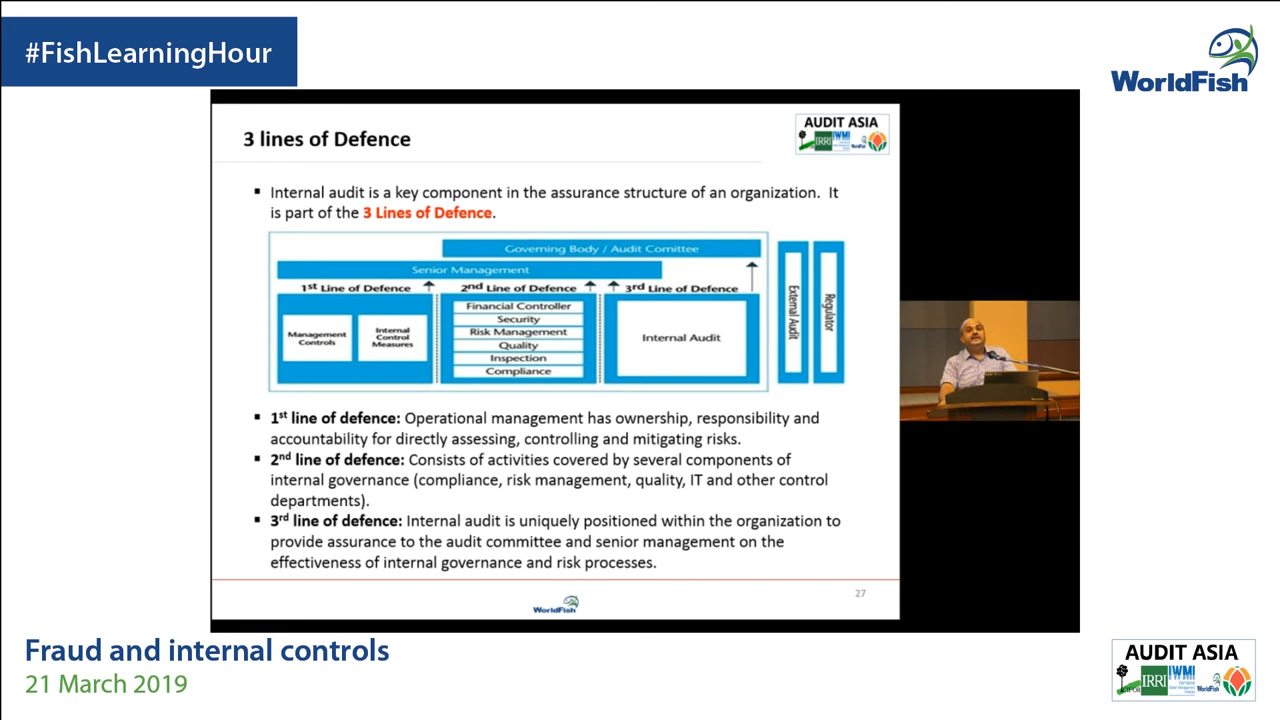 #FishLearningHour
WorldFish
3 lines of Defence
AUDIT ASIA
IRRI
IWMI
WorldFish
▪ Internal audit is a key component in the assurance structure of an organization. It
is part of the 3 Lines of Defence.
Governing Body / Audit Comittee
Senior Management
1st Line of Defence
2nd Line of Defence
3rd Line of Defence
Management
Controls
Internal
Control
Measures
Financial Controller
Security
Risk Management
Quality
Inspection
Compliance
Internal Audit
External Audit
Regulator
▪ 1st line of defence: Operational management has ownership, responsibility and
accountability for directly assessing, controlling and mitigating risks.
▪ 2nd line of defence: Consists of activities covered by several components of
internal governance (compliance, risk management, quality, IT and other control
departments).
▪ 3rd line of defence: Internal audit is uniquely positioned within the organization to
provide assurance to the audit committee and senior management on the
effectiveness of internal governance and risk processes.
27
WorldFish
Fraud and internal controls
21 March 2019
AUDIT ASIA
IRRI
IWMI
WorldFish